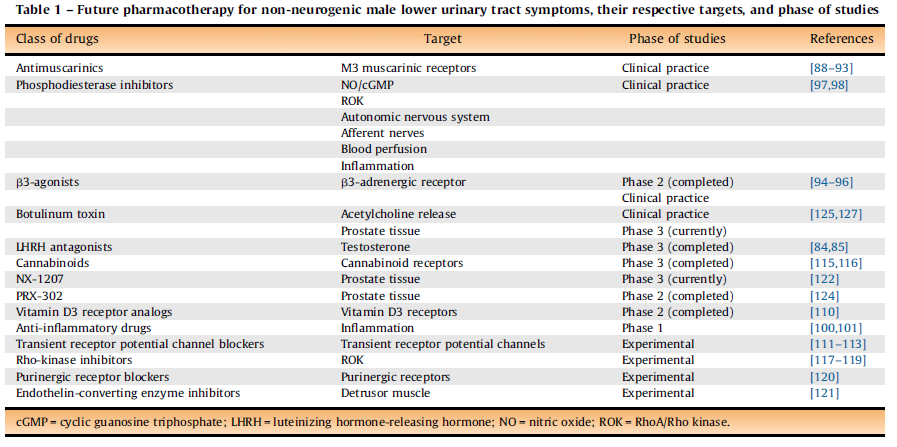 Table 1 – Future pharmacotherapy for non-neurogenic male lower urinary tract symptoms, their respective targets, and phase of studies
Class of drugs Target Phase of studies References
Antimuscarinics M3 muscarinic receptors Clinical practice [88–93]
Phosphodiesterase inhibitors NO/cGMP Clinical practice [97,98]
ROK
Autonomic nervous system
Afferent nerves
Blood perfusion
Inflammation
β3-agonists β3-adrenergic receptor Phase 2 (completed) [94–96]
Clinical practice
Botulinum toxin Acetylcholine release Clinical practice [125,127]
Prostate tissue Phase 3 (currently)
LHRH antagonists Testosterone Phase 3 (completed) [84,85]
Cannabinoids Cannabinoid receptors Phase 3 (completed) [115,116]
NX-1207 Prostate tissue Phase 3 (currently) [122]
PRX-302 Prostate tissue Phase 2 (completed) [124]
Vitamin D3 receptor analogs Vitamin D3 receptors Phase 2 (completed) [110]
Anti-inflammatory drugs Inflammation Phase 1 [100,101]
Transient receptor potential channel blockers Transient receptor potential channels Experimental [111–113]
Rho-kinase inhibitors ROK Experimental [117–119]
Purinergic receptor blockers Purinergic receptors Experimental [120]
Endothelin-converting enzyme inhibitors Detrusor muscle Experimental [121]
cGMP = cyclic guanosine triphosphate; LHRH = luteinizing hormone-releasing hormone; NO = nitric oxide; ROK = RhoA/Rho kinase.